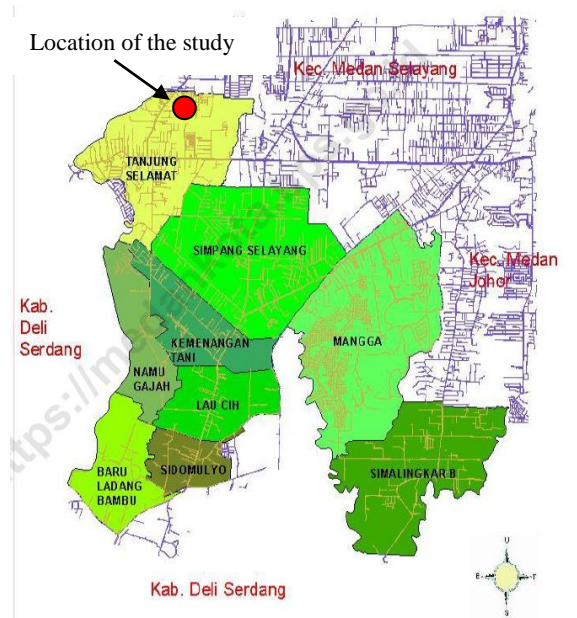 Location of the study
Kec. Medan Selayang
TANJUNG
SELAMAT
SIMPANG SELAYANG
Kec. Medan
Johor
Kab.
Deli
Serdang
KEMENANGAN
TANI
MANGGA
NAMU
GAJAH
LAU CIH
BARU
LADANG
BAMBU
SIDOMULYO
SIMALINGKAR B
Kab. Deli Serdang
U
B
T
S